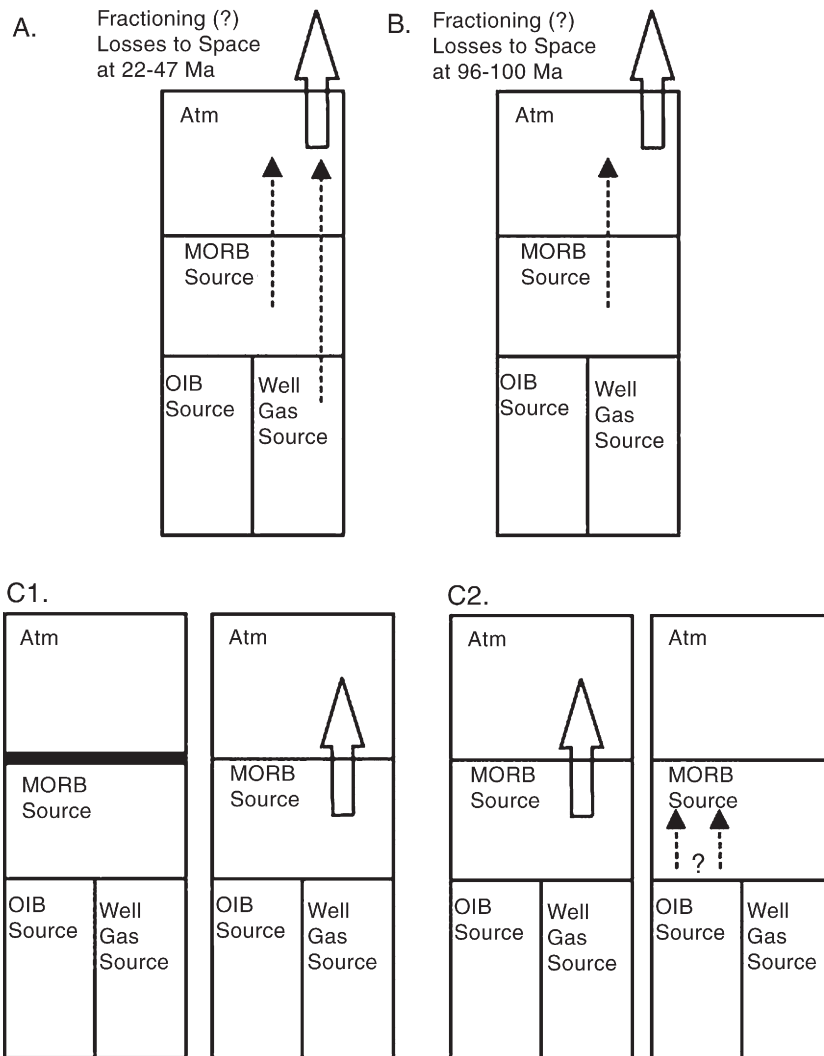 A.
Fractioning (?)
Losses to Space
at 22-47 Ma
Atm
MORB
Source
OIB
Source
Well
Gas
Source
B.
Fractioning (?)
Losses to Space
at 96-100 Ma
Atm
MORB
Source
OIB
Source
Well
Gas
Source
C1.
Atm
MORB
Source
OIB
Source
Well
Gas
Source
Atm
MORB
Source
OIB
Source
Well
Gas
Source
C2.
Atm
MORB
Source
OIB
Source
Well
Gas
Source
Atm
MORB
Source
?
OIB
Source
Well
Gas
Source